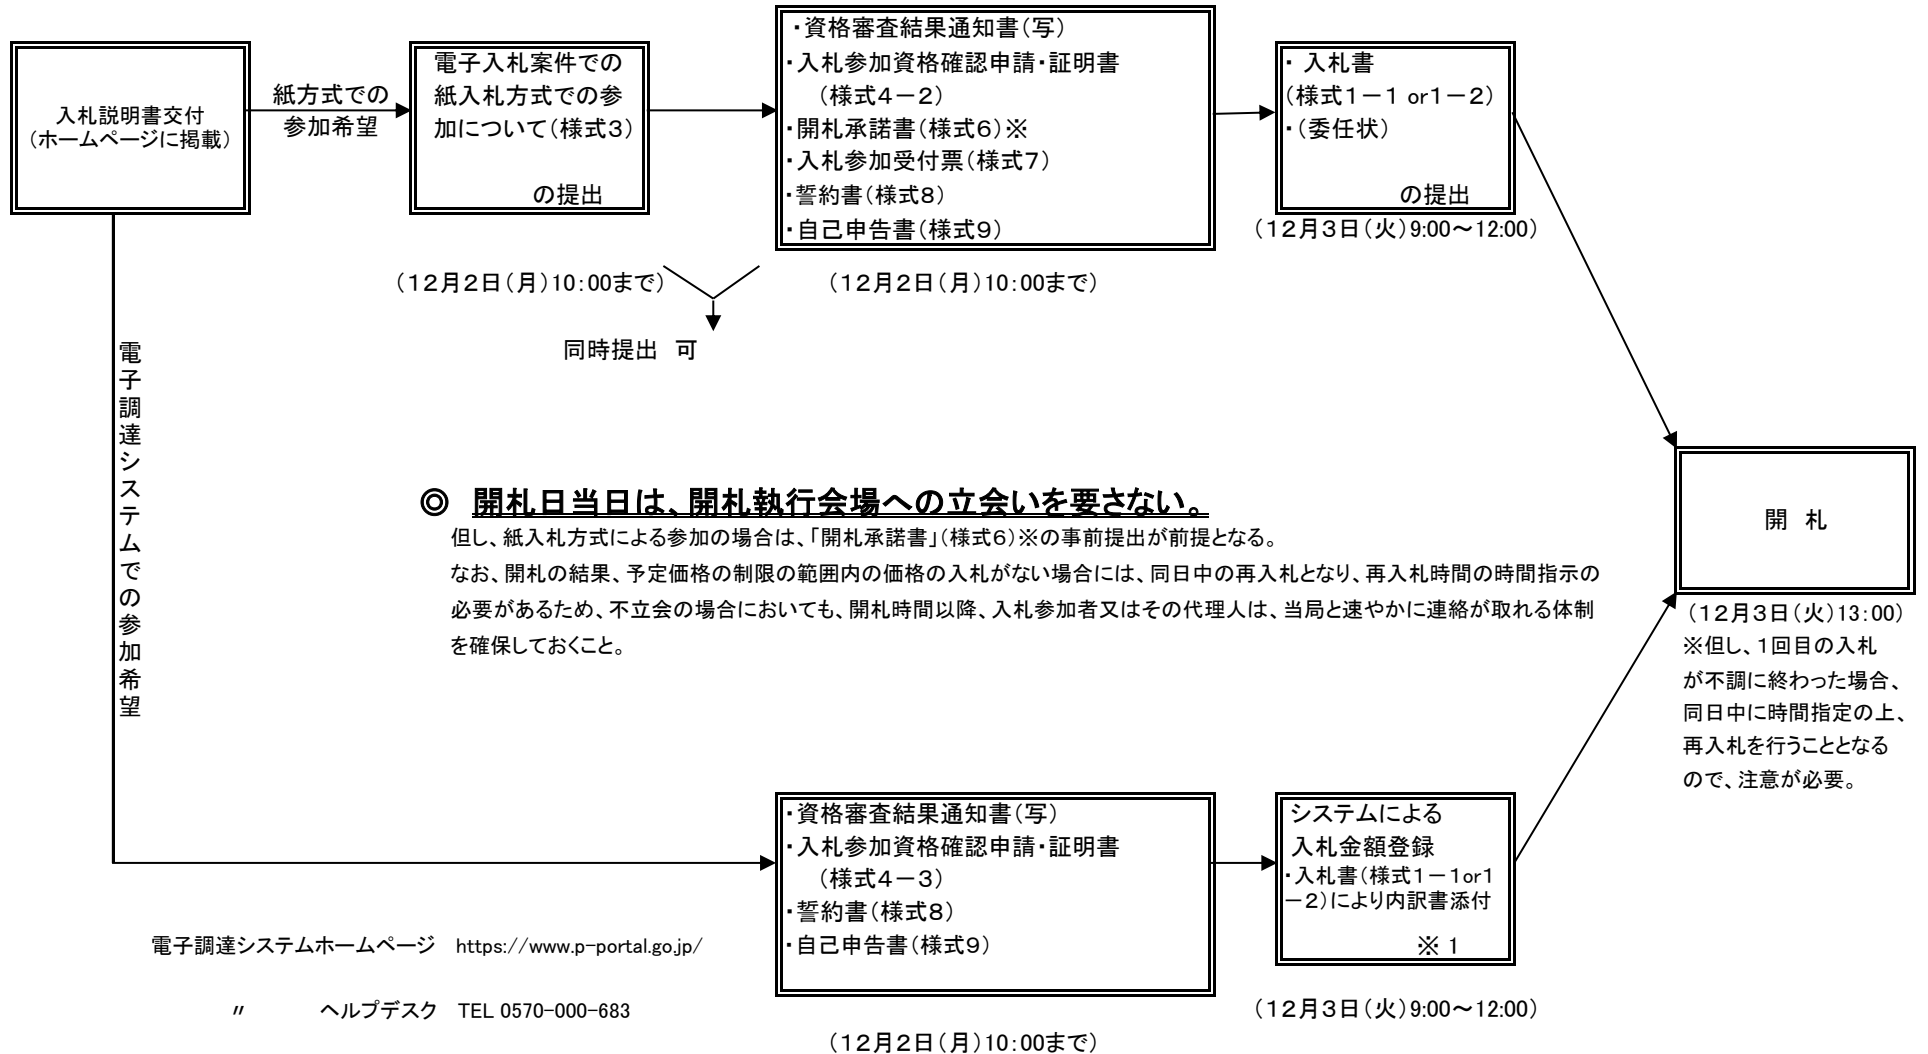 入札説明書交付
(ホームページに掲載)
紙方式での
参加希望
電子入札案件での
紙入札方式での参
加について(様式3)
の提出
・資格審査結果通知書(写)
・入札参加資格確認申請・証明書
(様式4-2)
・開札承諾書(様式6)※
・入札参加受付票(様式7)
・誓約書(様式8)
・自己申告書(様式9)
・ 入札書
(様式1-1 or1-2)
・(委任状)
の提出
(12月3日(火)9:00~12:00)
(12月2日(月)10:00まで)
(12月2日(月)10:00まで)
同時提出 可
電子調達システムでの参加希望
◎ 開札日当日は、開札執行会場への立会いを要さない。
但し、紙入札方式による参加の場合は、「開札承諾書」(様式6)※の事前提出が前提となる。
なお、開札の結果、予定価格の制限の範囲内の価格の入札がない場合には、同日中の再入札となり、再入札時間の時間指示の
必要があるため、不立会の場合においても、開札時間以降、入札参加者又はその代理人は、当局と速やかに連絡が取れる体制
を確保しておくこと。
開 札
(12月3日(火)13:00)
※但し、1回目の入札
が不調に終わった場合、
同日中に時間指定の上、
再入札を行うこととなる
ので、注意が必要。
・資格審査結果通知書(写)
・入札参加資格確認申請・証明書
(様式4-3)
・誓約書(様式8)
・自己申告書(様式9)
システムによる
入札金額登録
・入札書(様式1-1or1
-2)により内訳書添付
※1
(12月3日(火)9:00~12:00)
(12月2日(月)10:00まで)
電子調達システムホームページ https://www.p-portal.go.jp/
〃 ヘルプデスク TEL 0570-000-683